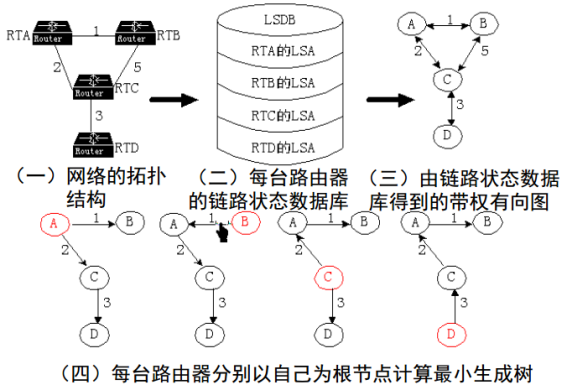 RTA
Router
1
Router
RTB
2
5
Router
RTC
3
Router
RTD
(一)网络的拓扑
结构
LSDB
RTA的LSA
RTB的LSA
RTC的LSA
RTD的LSA
(二)每台路由器
的链路状态数据库
A
1
B
2
5
C
3
D
(三)由链路状态数据
库得到的带权有向图
A
1
B
2
C
3
D
A
1
B
2
C
3
D
A
1
B
2
C
3
D
A
1
B
2
C
3
D
(四)每台路由器分别以自己为根节点计算最小生成树